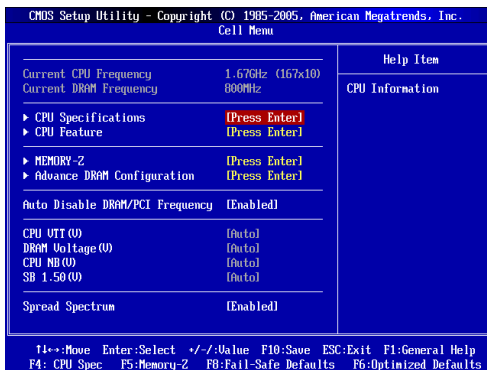 CMOS Setup Utility - Copyright (C) 1985-2005, American Megatrends, Inc.
Cell Menu
Help Item
Current CPU Frequency 1.67GHz (167x10)
Current DRAM Frequency 800MHz
CPU Information
▶ CPU Specifications [Press Enter]
▶ CPU Feature [Press Enter]
▶ MEMORY-Z [Press Enter]
▶ Advance DRAM Configuration [Press Enter]
Auto Disable DRAM/PCI Frequency [Enabled]
CPU VTT(V) [Auto]
DRAM Voltage(V) [Auto]
CPU NB(V) [Auto]
SB 1.50(V) [Auto]
Spread Spectrum [Enabled]
↑↓↔:Move Enter:Select +/-/:Value F10:Save ESC:Exit F1:General Help
F4: CPU Spec F5:Memory-Z F8:Fail-Safe Defaults F6:Optimized Defaults